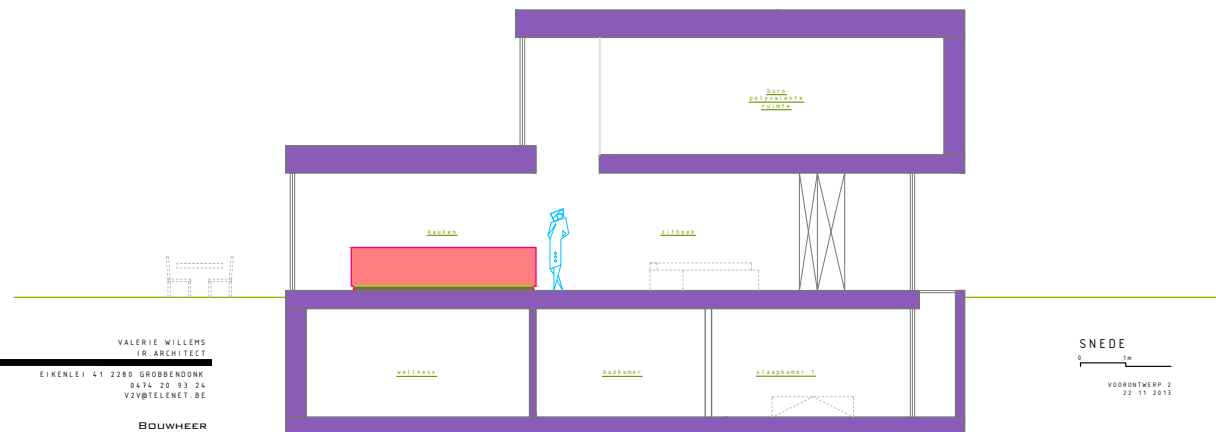 buro
polyvalente
ruimte
keuken
zithoek
wellness
badkamer
slaapkamer 1
VALERIE WILLEMS
IR.ARCHITECT
EIKENLEI 41 2280 GROBBENDONK
0474 20 93 24
V2V@TELENET.BE
BOUWHEER
SNEDE
0 1m
VOORONTWERP 2
22 11 2013